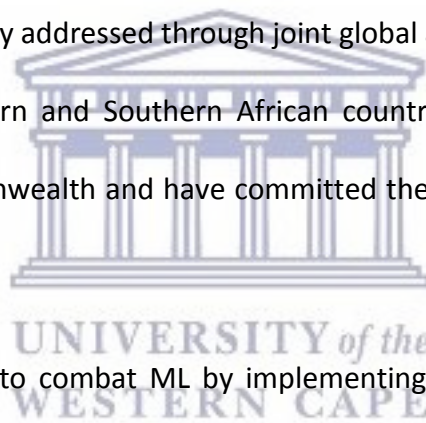 y addressed through joint global
rn and Southern African countr
nwealth and have committed the
UNIVERSITY of the
to combat ML by implementing
WESTERN CAPE